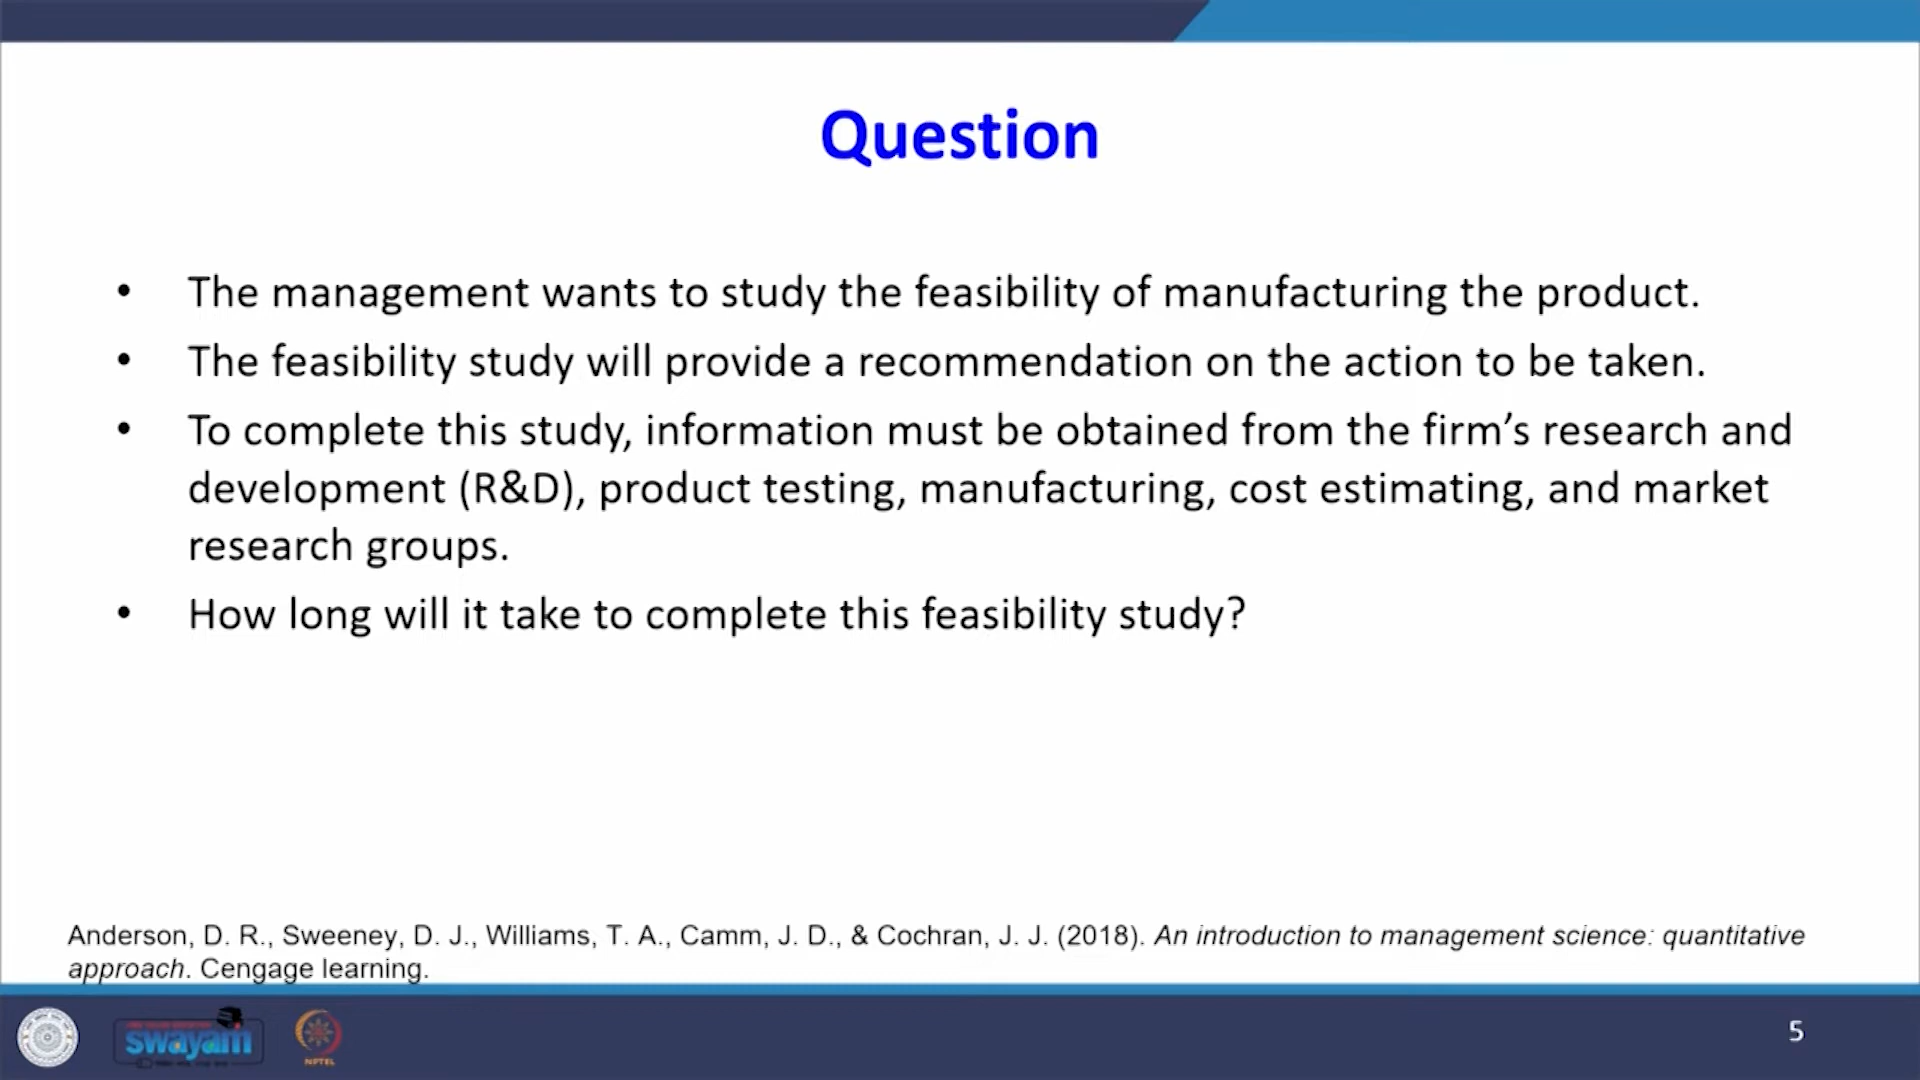 Question
• The management wants to study the feasibility of manufacturing the product.
• The feasibility study will provide a recommendation on the action to be taken.
• To complete this study, information must be obtained from the firm’s research and
development (R&D), product testing, manufacturing, cost estimating, and market
research groups.
• How long will it take to complete this feasibility study?
Anderson, D. R., Sweeney, D. J., Williams, T. A., Camm, J. D., & Cochran, J. J. (2018). An introduction to management science: quantitative
approach. Cengage learning.
swayam
NPTEL
5